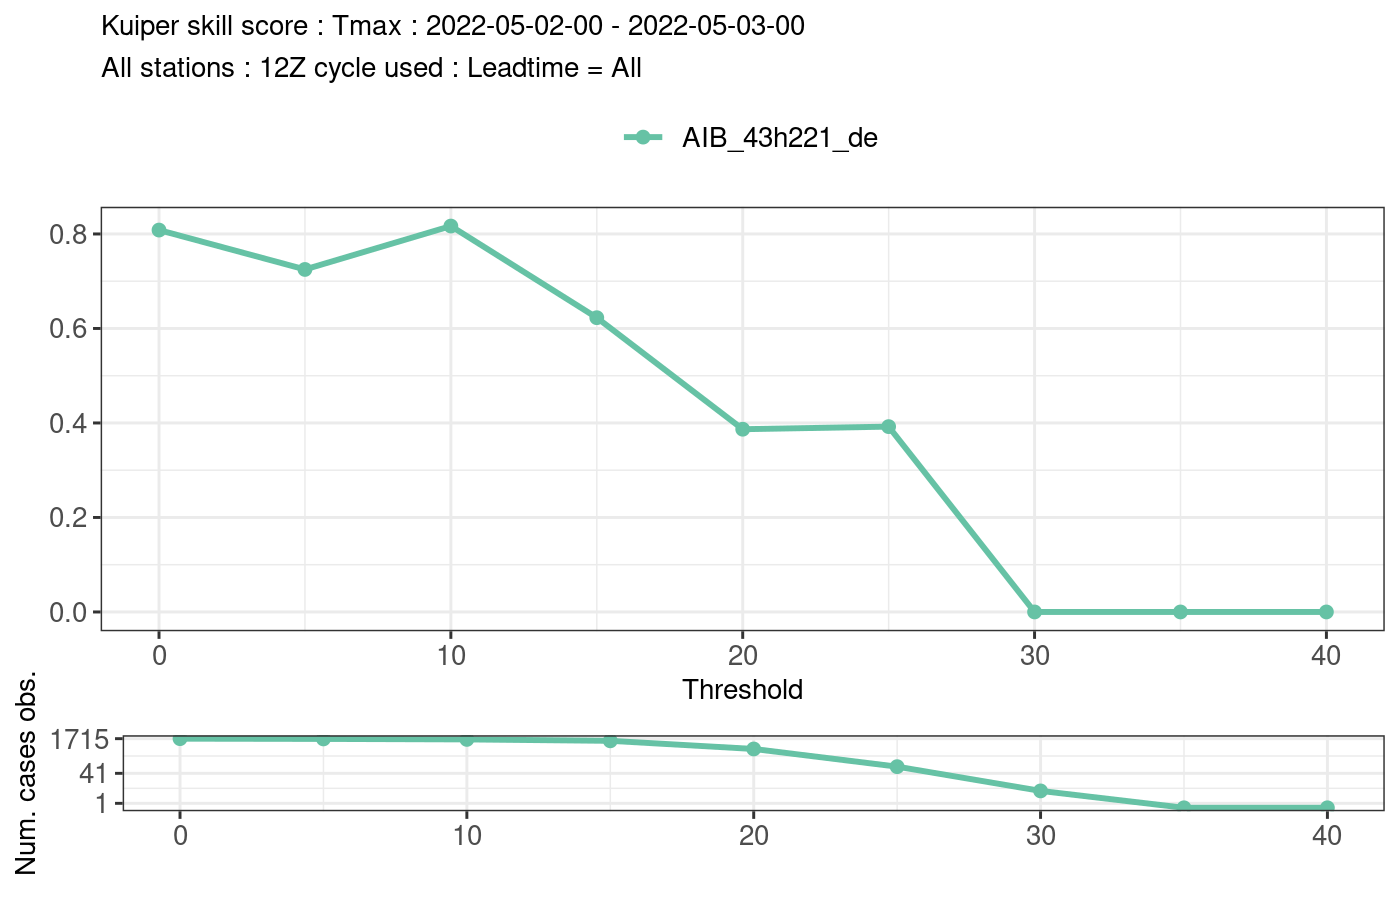 Kuiper skill score : Tmax : 2022-05-02-00 - 2022-05-03-00
All stations : 12Z cycle used : Leadtime = All
AIB_43h221_de
0.8
0.6
0.4
0.2
0.0
0 10 20 30 40
Threshold
Num. cases obs.
1715
41
1
0 10 20 30 40